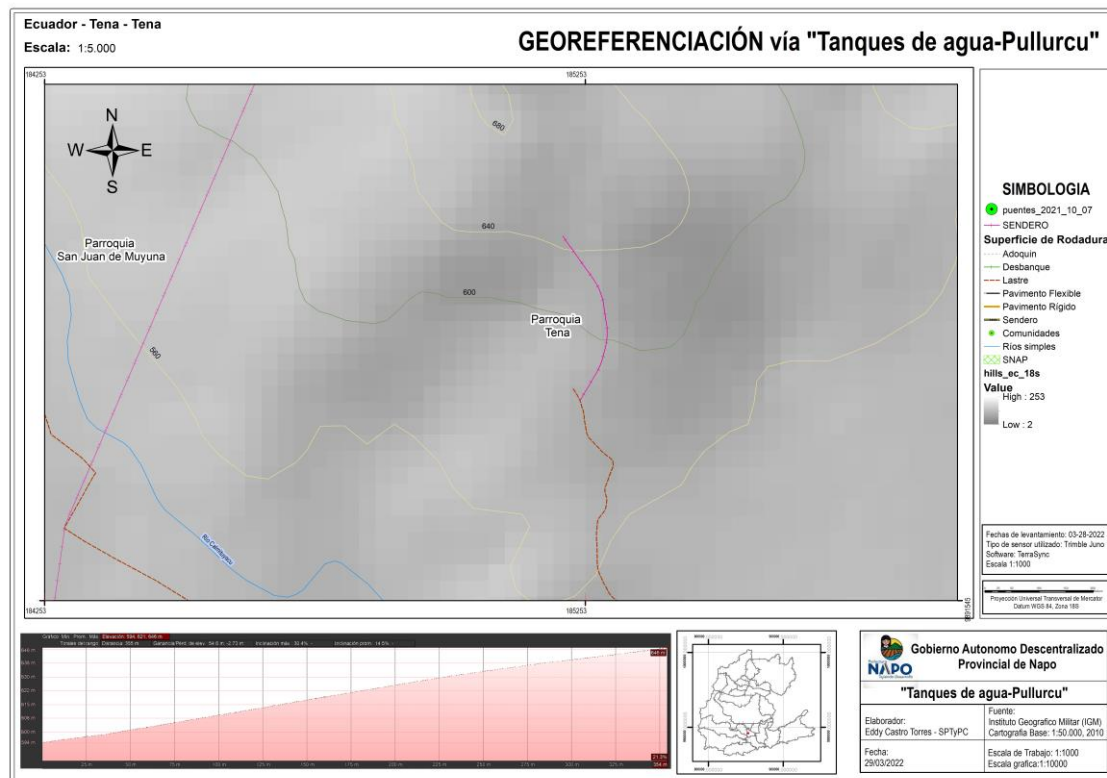 Ecuador - Tena - Tena
Escala: 1:5.000
GEOREFERENCIACIÓN vía "Tanques de agua-Pullurcu"
184253
185253
N
W E
S
680
640
600
560
Parroquia
San Juan de Muyuna
Parroquia
Tena
184253
185253
9891545
SIMBOLOGIA
puentes_2021_10_07
SENDERO
Superficie de Rodadura
Adoquin
Desbanque
Lastre
Pavimento Flexible
Pavimento Rígido
Sendero
Comunidades
Ríos simples
SNAP
hills_ec_18s
Value
High : 253
Low : 2
Fechas de levantamiento: 03-28-2022
Tipo de sensor utilizado: Trimble Juno
Software: TerraSync
Escala 1:1000
Proyección Universal Transversal de Mercator
Datum WGS 84, Zona 18S
NAPO
Gobierno Autonomo Descentralizado
Provincial de Napo
"Tanques de agua-Pullurcu"
Elaborador:
Eddy Castro Torres - SPTyPC
Fuente:
Instituto Geografico Militar (IGM)
Cartografia Base: 1:50.000, 2010
Fecha:
29/03/2022
Escala de Trabajo: 1:1000
Escala grafica:1:10000